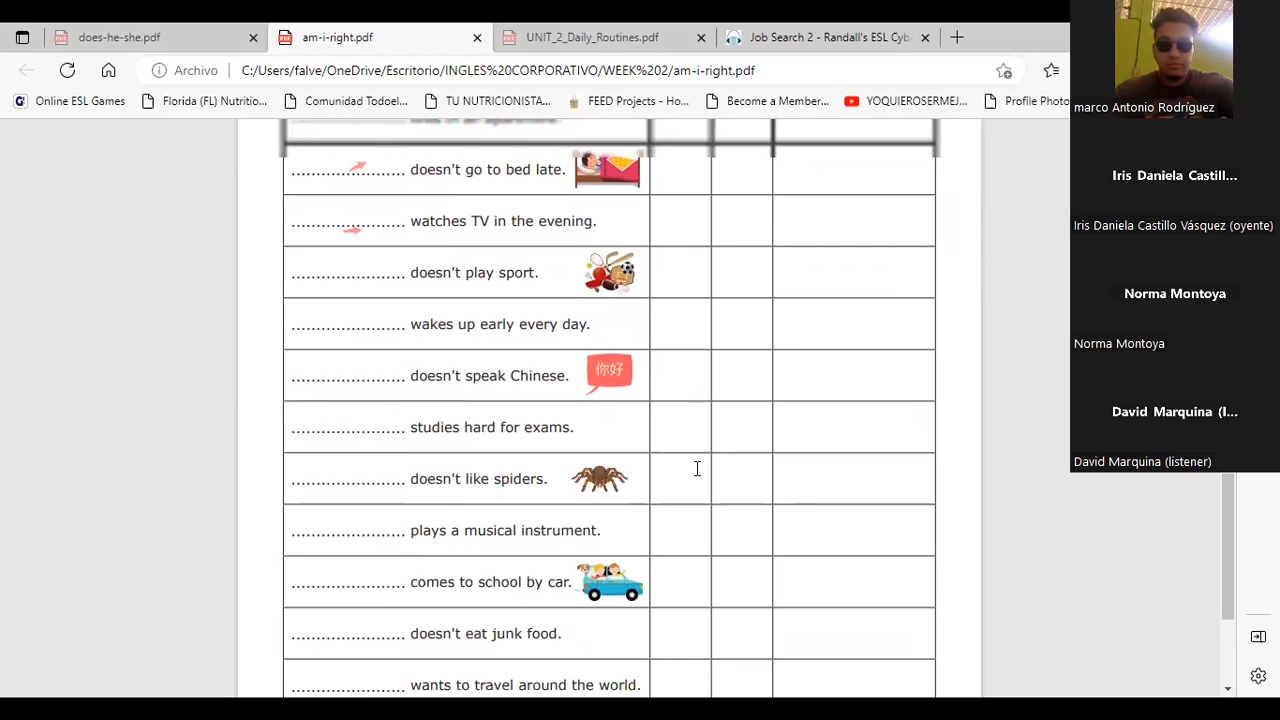 does-he-she.pdf
am-i-right.pdf
UNIT_2_Daily_Routines.pdf
Job Search 2 - Randall's ESL Cyb
Archivo
C:/Users/falve/OneDrive/Escritorio/INGLES%20CORPORATIVO/WEEK%202/am-i-right.pdf
Online ESL Games
Florida (FL) Nutritio...
Comunidad Todoel...
TU NUTRICIONISTA...
FEED Projects - Ho...
Become a Member...
YOQUIEROSERMEJ...
Profile Photo
....................... doesn't go to bed late.
....................... watches TV in the evening.
....................... doesn't play sport.
....................... wakes up early every day.
....................... doesn't speak Chinese.
你好
....................... studies hard for exams.
....................... doesn't like spiders.
....................... plays a musical instrument.
....................... comes to school by car.
....................... doesn't eat junk food.
....................... wants to travel around the world.
marco Antonio Rodríguez
Iris Daniela Castill...
Iris Daniela Castillo Vásquez (oyente)
Norma Montoya
Norma Montoya
David Marquina (l...
David Marquina (listener)